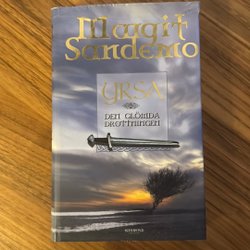 Margit
Sandemo
YRSA
DEN GLÖMDA
DROTTNINGEN